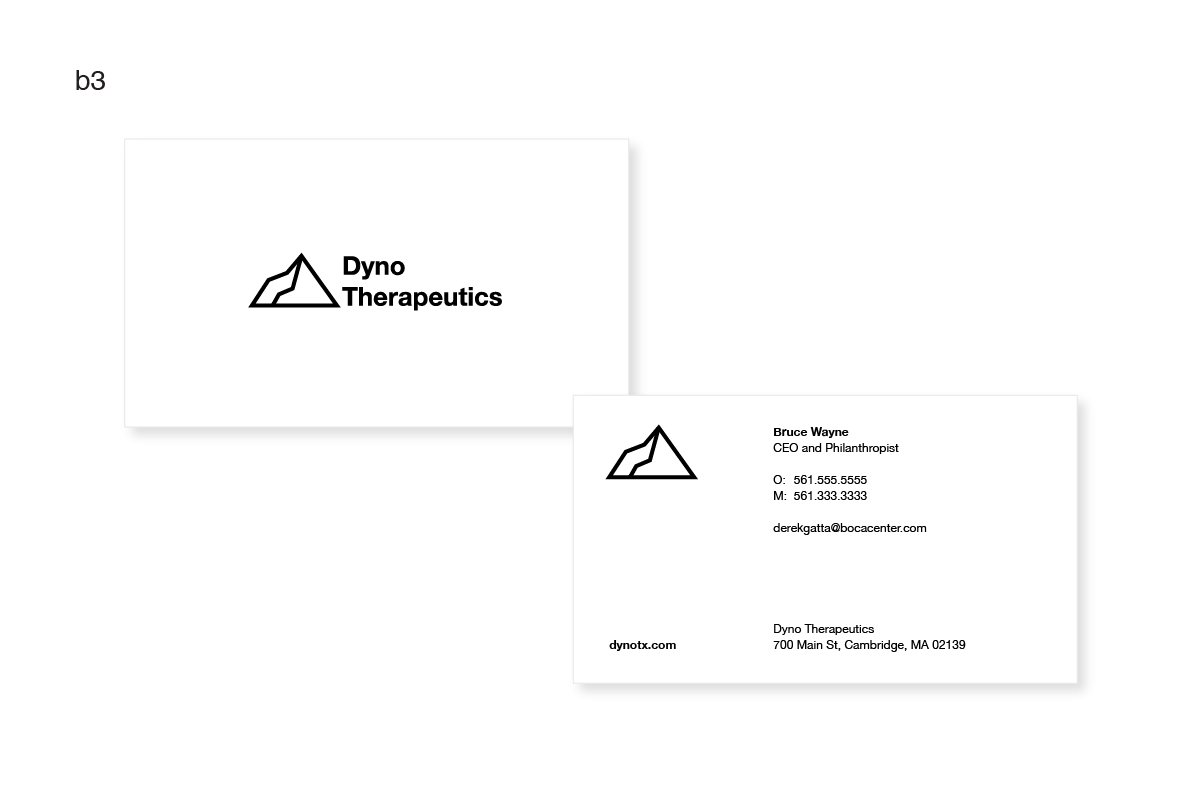 b3
Dyno
Therapeutics
Bruce Wayne
CEO and Philanthropist
O: 561.555.5555
M: 561.333.3333
derekgatta@bocacenter.com
Dyno Therapeutics
dynotx.com
700 Main St, Cambridge, MA 02139